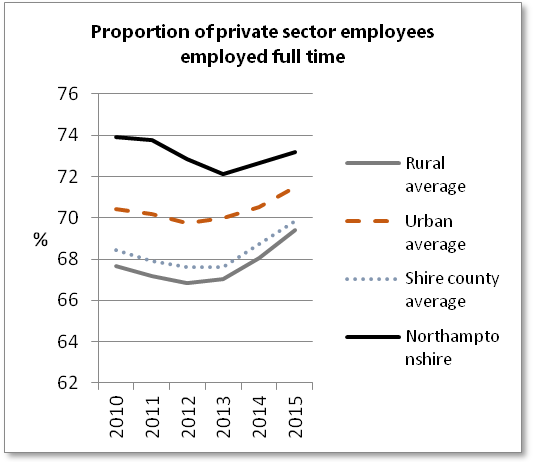 Proportion of private sector employees
employed full time
76
74
72
70
68
66
64
62
%
2010
2011
2012
2013
2014
2015
Rural
average
Urban
average
Shire county
average
Northampto
nshire